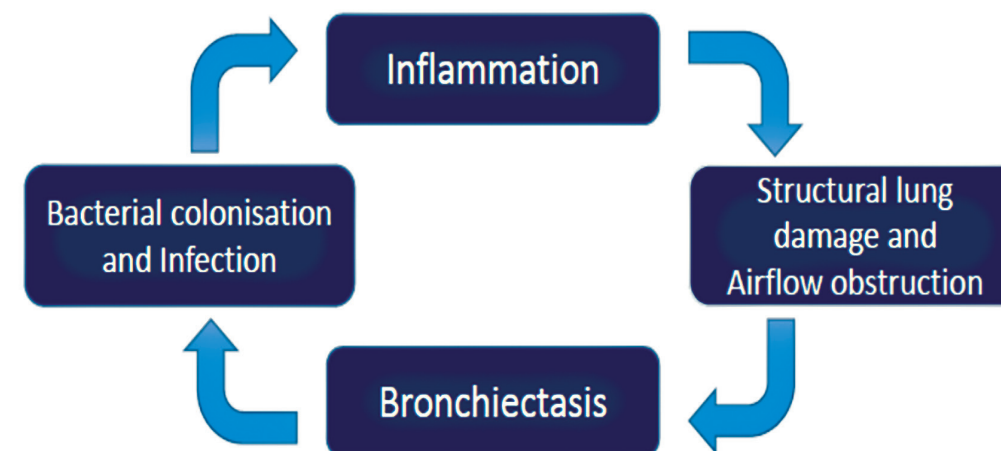 Inflammation
Structural lung
damage and
Airflow obstruction
Bronchiectasis
Bacterial colonisation
and Infection